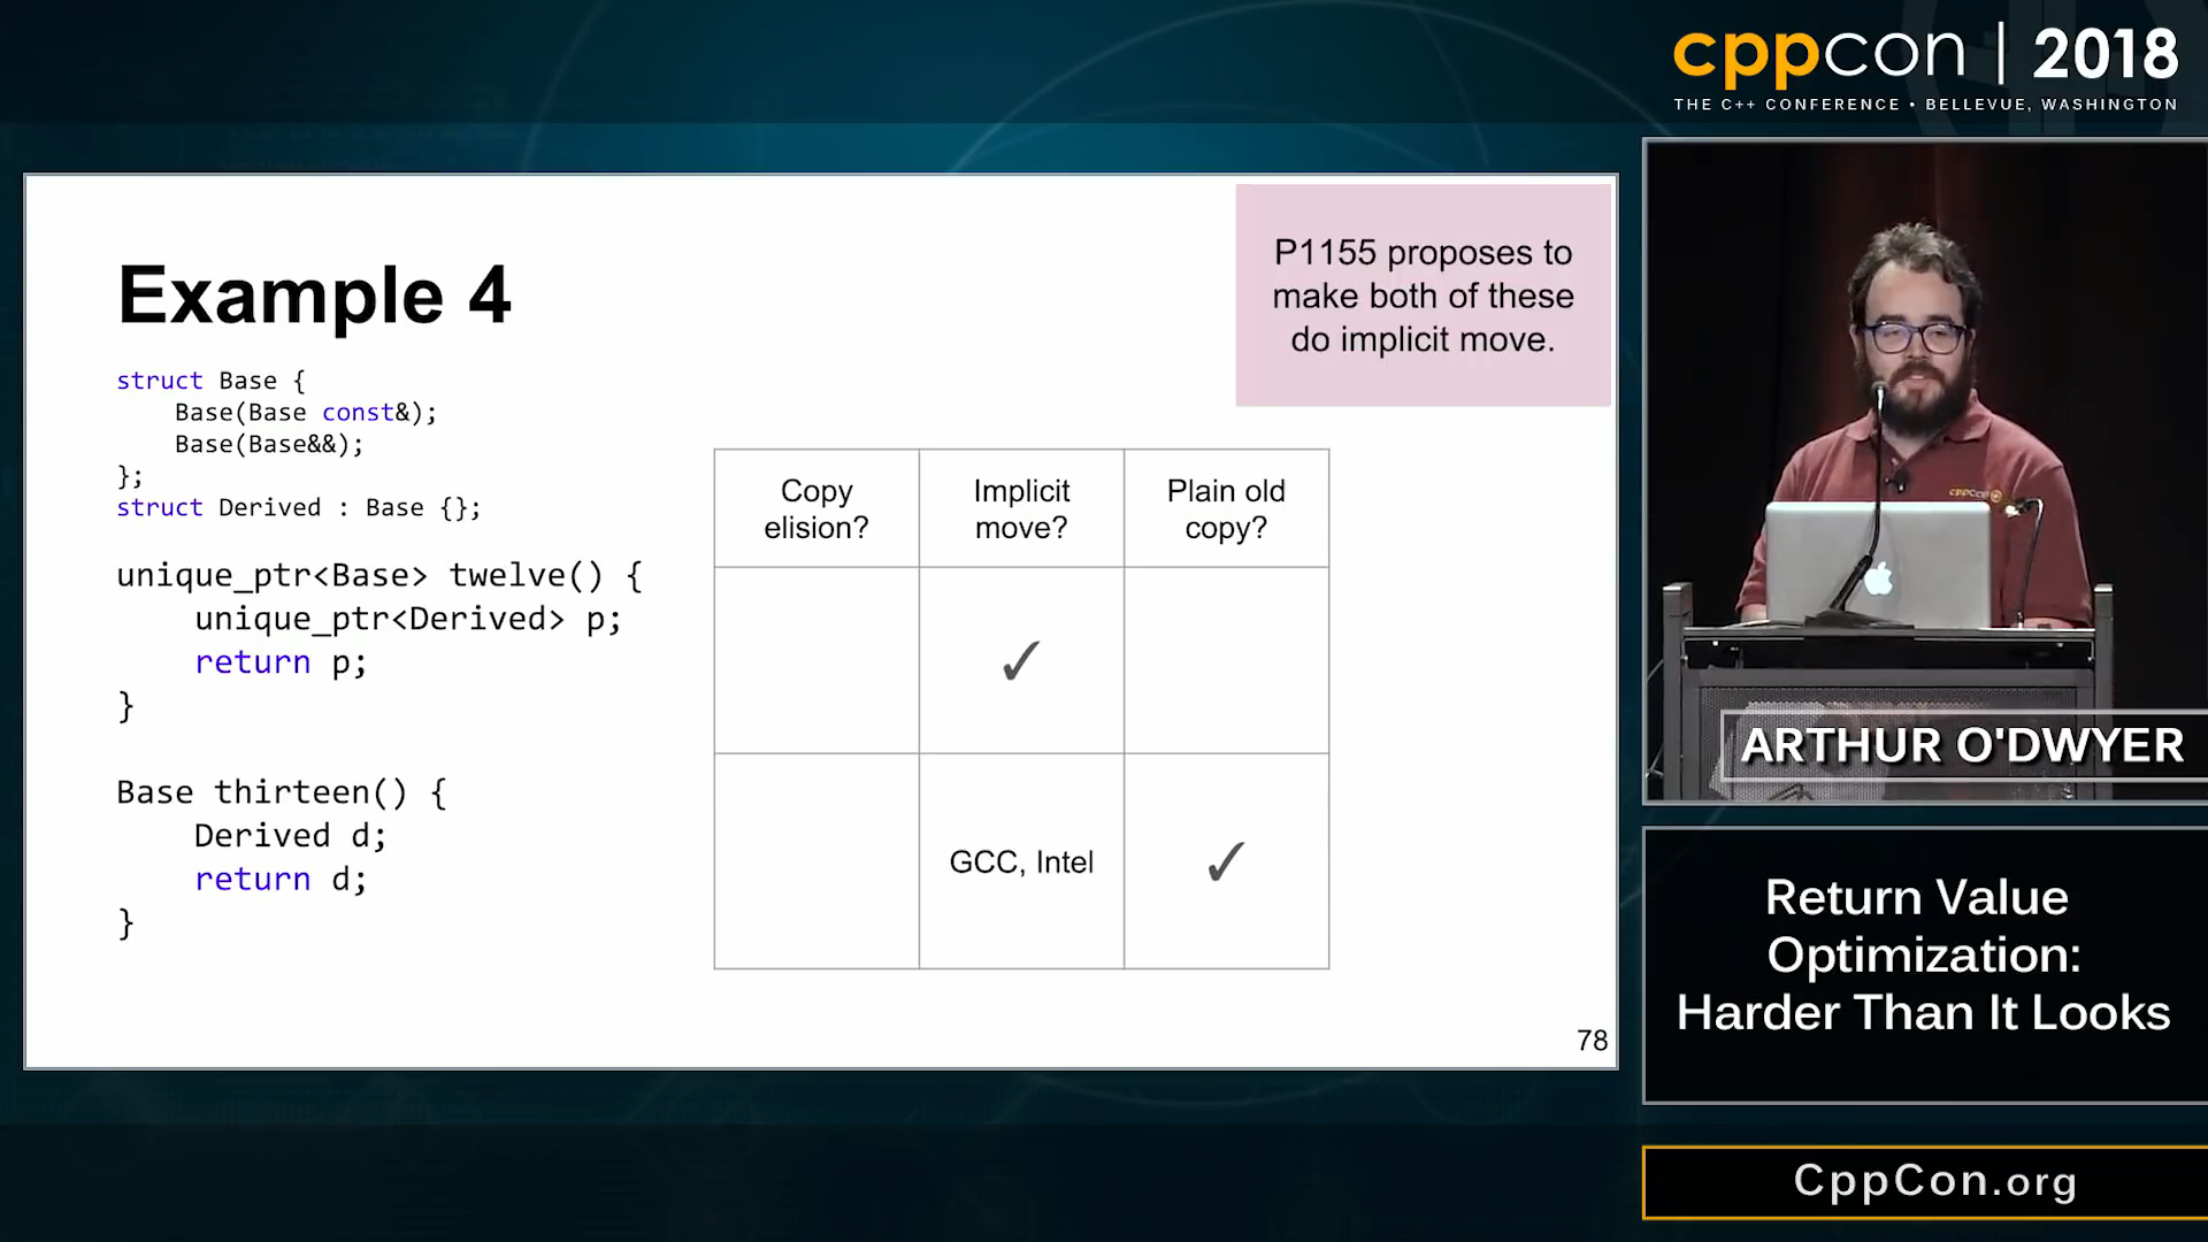 cppcon | 2018
THE C++ CONFERENCE • BELLEVUE, WASHINGTON
P1155 proposes to
make both of these
do implicit move.
Example 4
struct Base {
    Base(Base const&);
    Base(Base&&);
};
struct Derived : Base {};
unique_ptr<Base> twelve() {
    unique_ptr<Derived> p;
    return p;
}
Base thirteen() {
    Derived d;
    return d;
}
Copy
elision?
Implicit
move?
Plain old
copy?
✓
GCC, Intel
✓
78
cppcon
ARTHUR O'DWYER
Return Value
Optimization:
Harder Than It Looks
CppCon.org